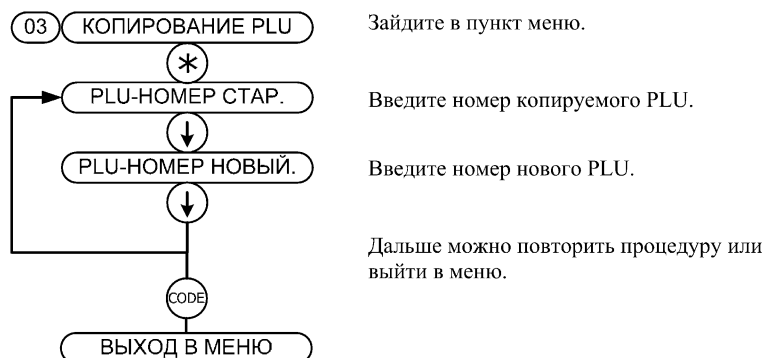 03 КОПИРОВАНИЕ PLU
Зайдите в пункт меню.
PLU-НОМЕР СТАР.
Введите номер копируемого PLU.
PLU-НОМЕР НОВЫЙ.
Введите номер нового PLU.
Дальше можно повторить процедуру или
выйти в меню.
CODE
ВЫХОД В МЕНЮ